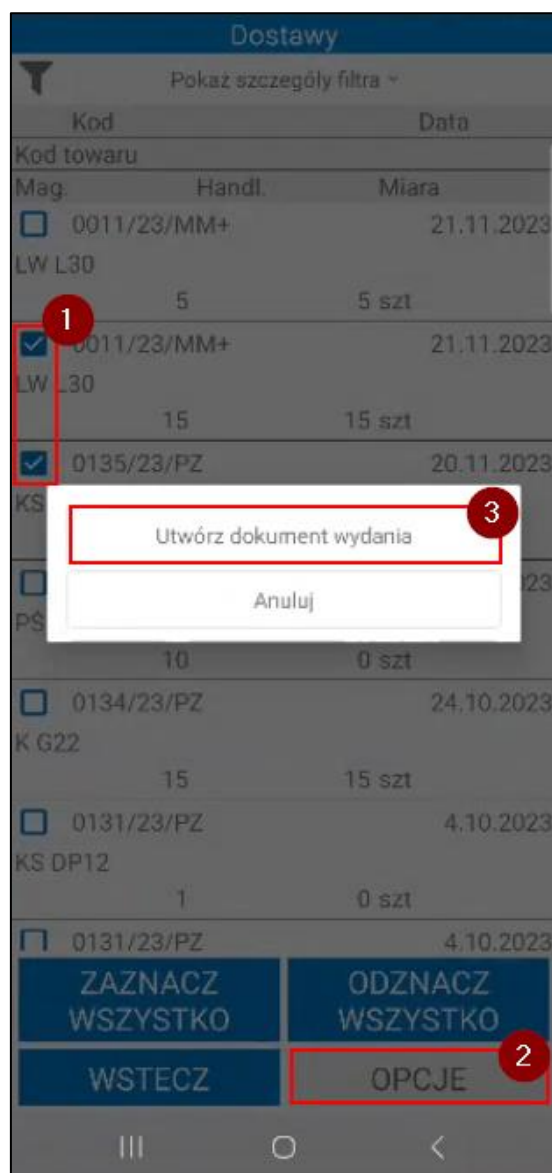 Dostawy
Pokaż szczegóły filtra
Kod Data
Kod towaru
Mag. Handl. Miara
0011/23/MM+ 21.11.2023
LW L30
5 5 szt
1
0011/23/MM+ 21.11.2023
LW L30
15 15 szt
0135/23/PZ 20.11.2023
KS
3
Utwórz dokument wydania
23
Anuluj
PŚ
10 0 szt
0134/23/PZ 24.10.2023
K G22
15 15 szt
0131/23/PZ 4.10.2023
KS DP12
1 0 szt
0131/23/PZ 4.10.2023
ZAZNACZ WSZYSTKO
ODZNACZ WSZYSTKO
2
WSTECZ OPCJE